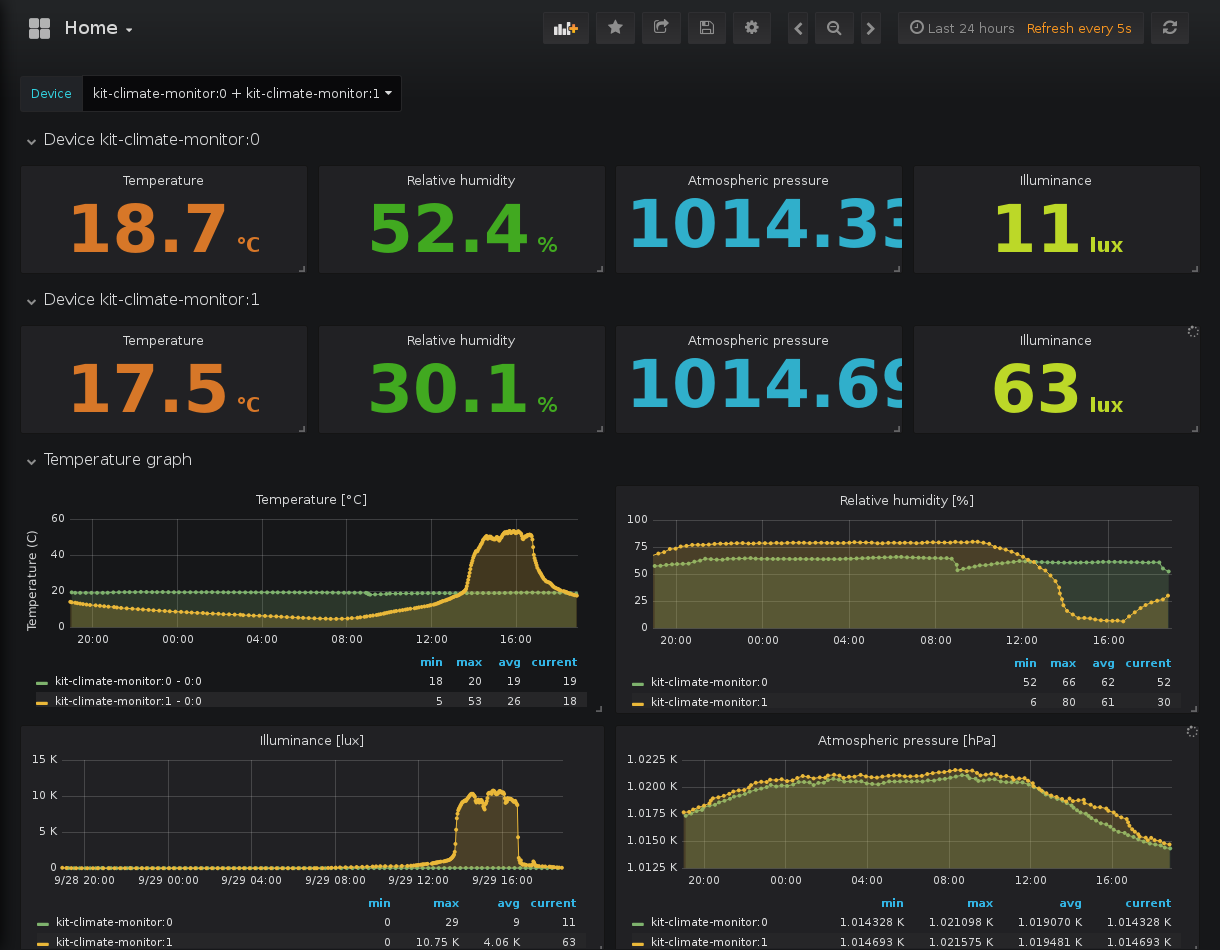 Home
Last 24 hours Refresh every 5s
Device kit-climate-monitor:0 + kit-climate-monitor:1
Device kit-climate-monitor:0
Temperature Relative humidity Atmospheric pressure Illuminance
18.7 °C 52.4 % 1014.33 11 lux
Device kit-climate-monitor:1
Temperature Relative humidity Atmospheric pressure Illuminance
17.5 °C 30.1 % 1014.69 63 lux
Temperature graph
Temperature [°C]
Temperature (C)
60
40
20
0
20:00 00:00 04:00 08:00 12:00 16:00
min max avg current
kit-climate-monitor:0 - 0:0 18 20 19 19
kit-climate-monitor:1 - 0:0 5 53 26 18
Relative humidity [%]
100
75
50
25
0
20:00 00:00 04:00 08:00 12:00 16:00
min max avg current
kit-climate-monitor:0 52 66 62 52
kit-climate-monitor:1 6 80 61 30
Illuminance [lux]
15 K
10 K
5 K
0
9/28 20:00 9/29 00:00 9/29 04:00 9/29 08:00 9/29 12:00 9/29 16:00
min max avg current
kit-climate-monitor:0 0 29 9 11
kit-climate-monitor:1 0 10.75 K 4.06 K 63
Atmospheric pressure [hPa]
1.0225 K
1.0200 K
1.0175 K
1.0150 K
1.0125 K
20:00 00:00 04:00 08:00 12:00 16:00
min max avg current
kit-climate-monitor:0 1.014328 K 1.021098 K 1.019070 K 1.014328 K
kit-climate-monitor:1 1.014693 K 1.021575 K 1.019481 K 1.014693 K